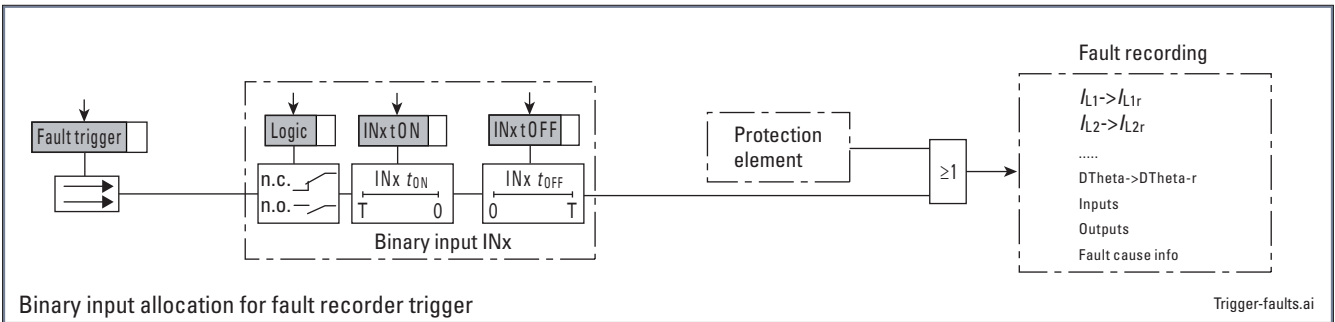 Fault recording
Fault trigger
Logic
INx tON
INx tOFF
n.c.
n.o.
INx tON
T 0
INx tOFF
0 T
Binary input INx
Protection
element
≥1
IL1->IL1r
IL2->IL2r
.....
DTheta->DTheta-r
Inputs
Outputs
Fault cause info
Binary input allocation for fault recorder trigger
Trigger-faults.ai